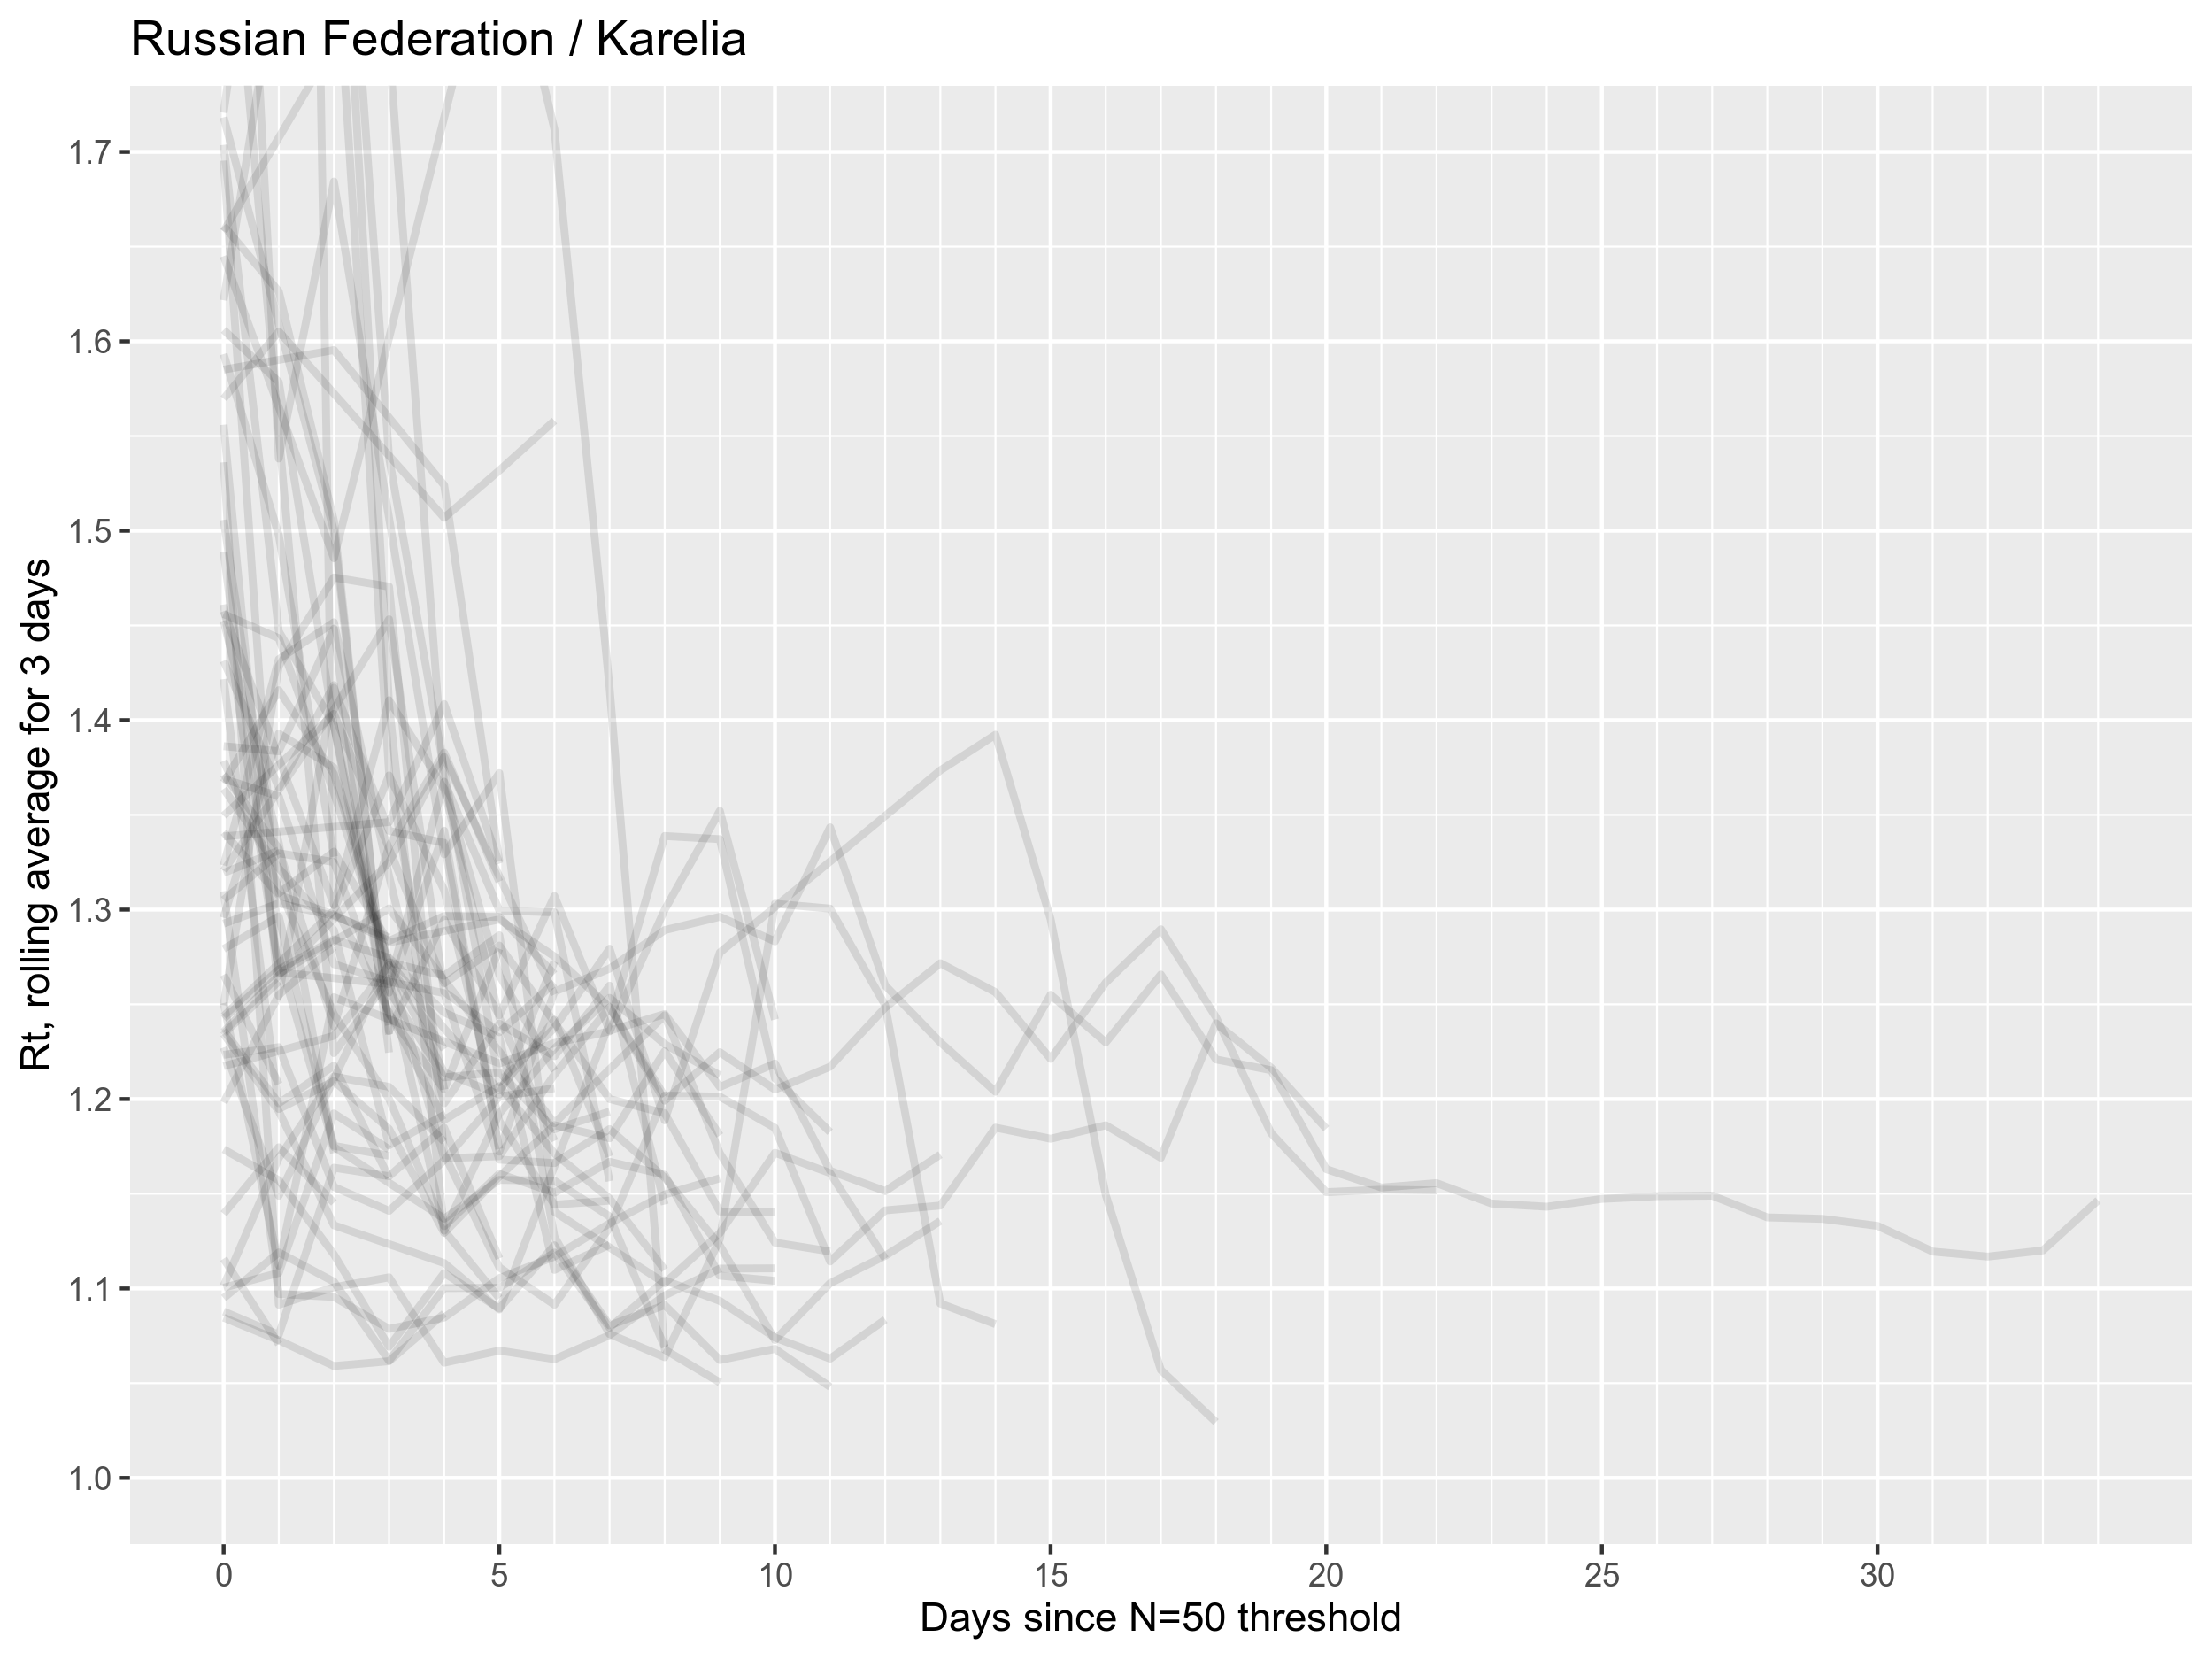 Russian Federation / Karelia
Rt, rolling average for 3 days
1.7
1.6
1.5
1.4
1.3
1.2
1.1
1.0
0 5 10 15 20 25 30
Days since N=50 threshold